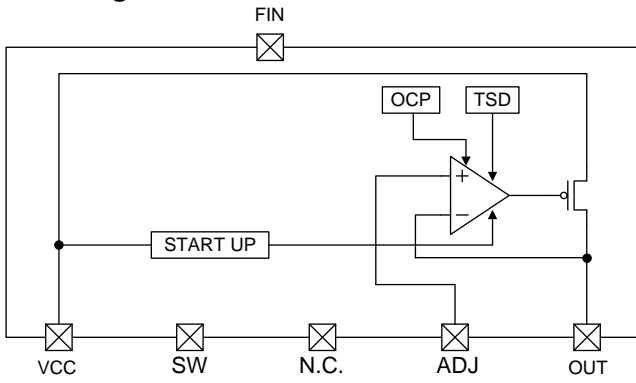 FIN
OCP
TSD
+
−
START UP
VCC
SW
N.C.
ADJ
OUT